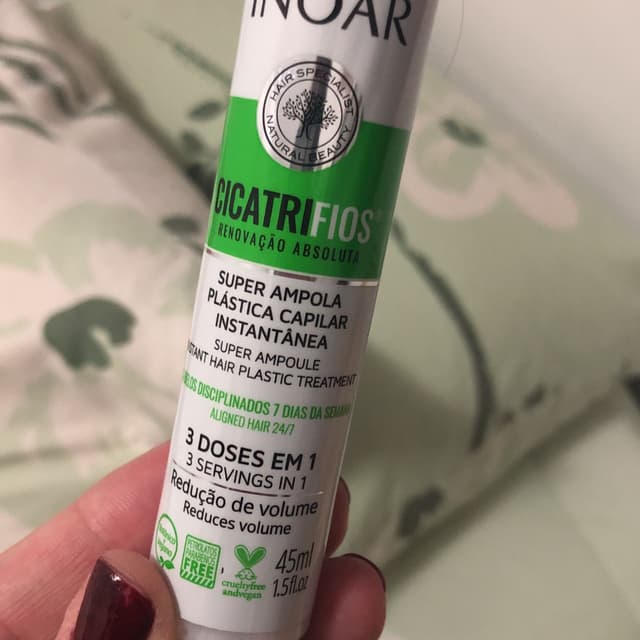 INOAR
HAIR SPECIALIST
NATURAL BEAUTY
CICATRIFIOS®
RENOVAÇÃO ABSOLUTA
SUPER AMPOLA
PLÁSTICA CAPILAR
INSTANTÂNEA
SUPER AMPOULE
INSTANT HAIR PLASTIC TREATMENT
DISCIPLINADOS 7 DIAS DA SEMANA
ALIGNED HAIR 24/7
3 DOSES EM 1
3 SERVINGS IN 1
Redução de volume
Reduces volume
PETROLATOS
PARABENOS
FREE
crueltyfree
andvegan
45ml
1.5fl.oz